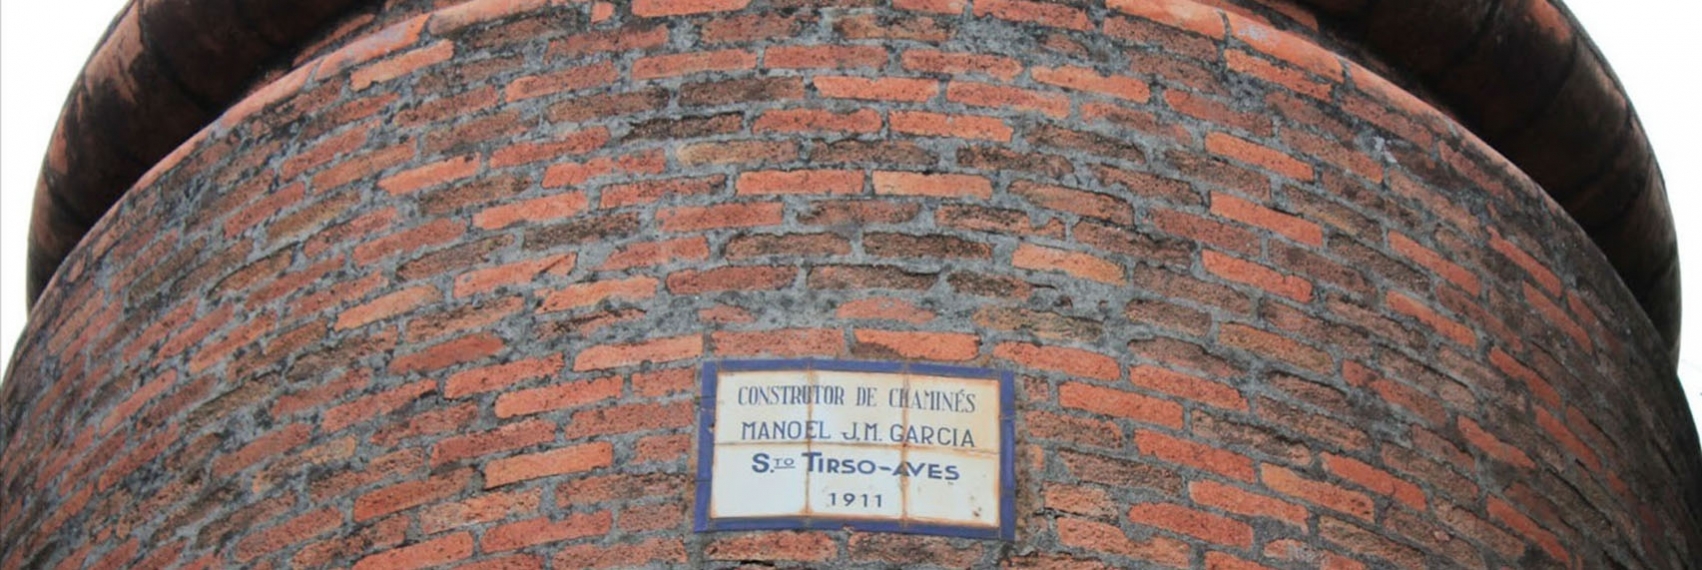 CONSTRUTOR DE CHAMINÉS
MANOEL J.M. GARCIA
S.TO TIRSO-AVES
1911